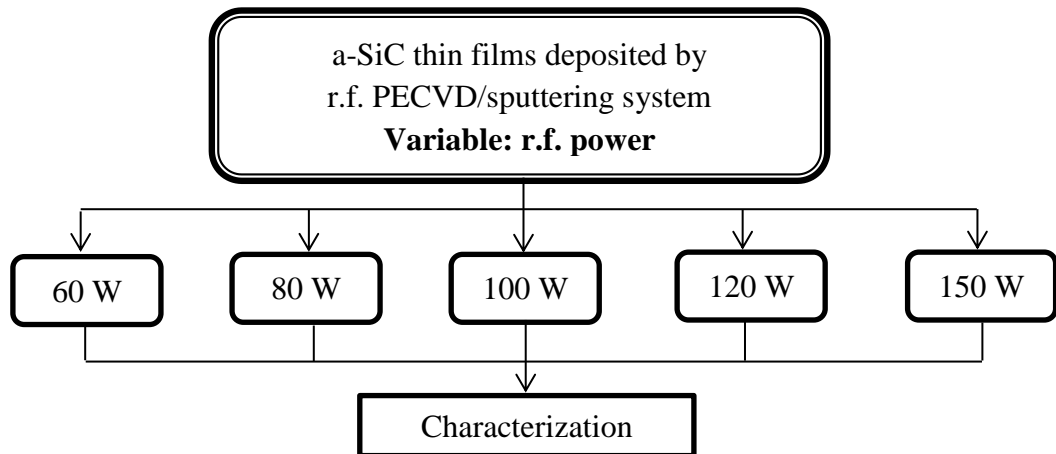 a-SiC thin films deposited by
r.f. PECVD/sputtering system
Variable: r.f. power
60 W
80 W
100 W
120 W
150 W
Characterization